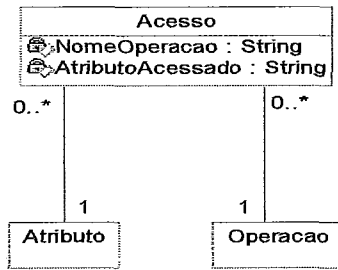 Acesso
NomeOperacao : String
AtributoAcessado : String
0..* 0..*
1 1
Atributo Operacao